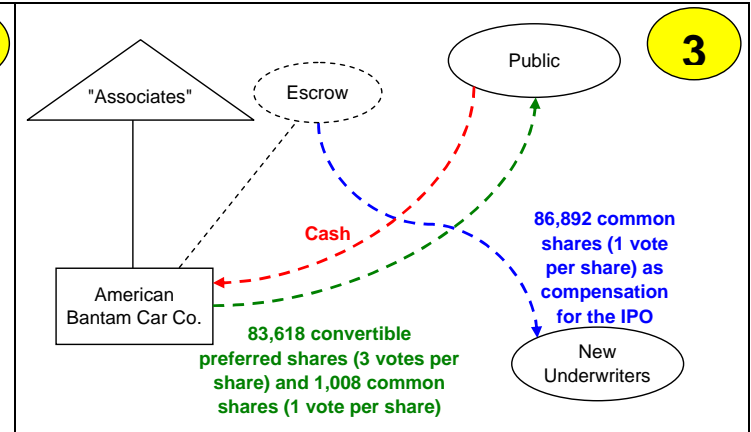 3
Public
"Associates"
Escrow
Cash
86,892 common
shares (1 vote
per share) as
compensation
for the IPO
American
Bantam Car Co.
83,618 convertible
preferred shares (3 votes per
share) and 1,008 common
shares (1 vote per share)
New
Underwriters